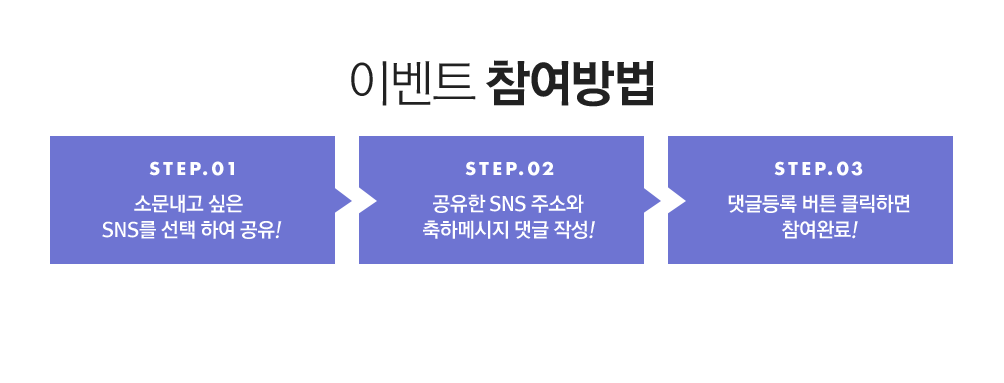 이벤트 참여방법
STEP.01
소문내고 싶은
SNS를 선택 하여 공유!
STEP.02
공유한 SNS 주소와
축하메시지 댓글 작성!
STEP.03
댓글등록 버튼 클릭하면
참여완료!